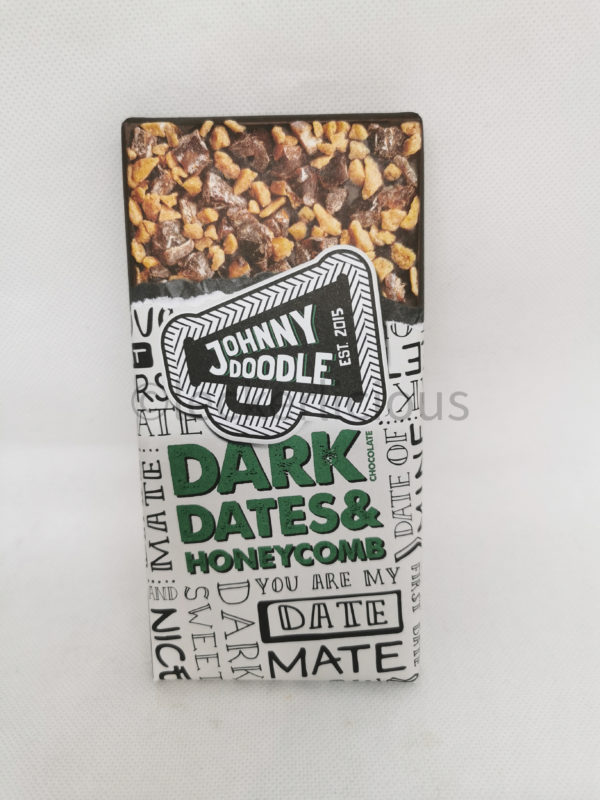 JOHNNY
DOODLE
EST. 2015
DARK
CHOCOLATE
DATES &
HONEYCOMB
MATE:
DATE OF
AND
NICE
SWEET
DARK
YOU ARE MY
DATE
MATE
FIRST DATE